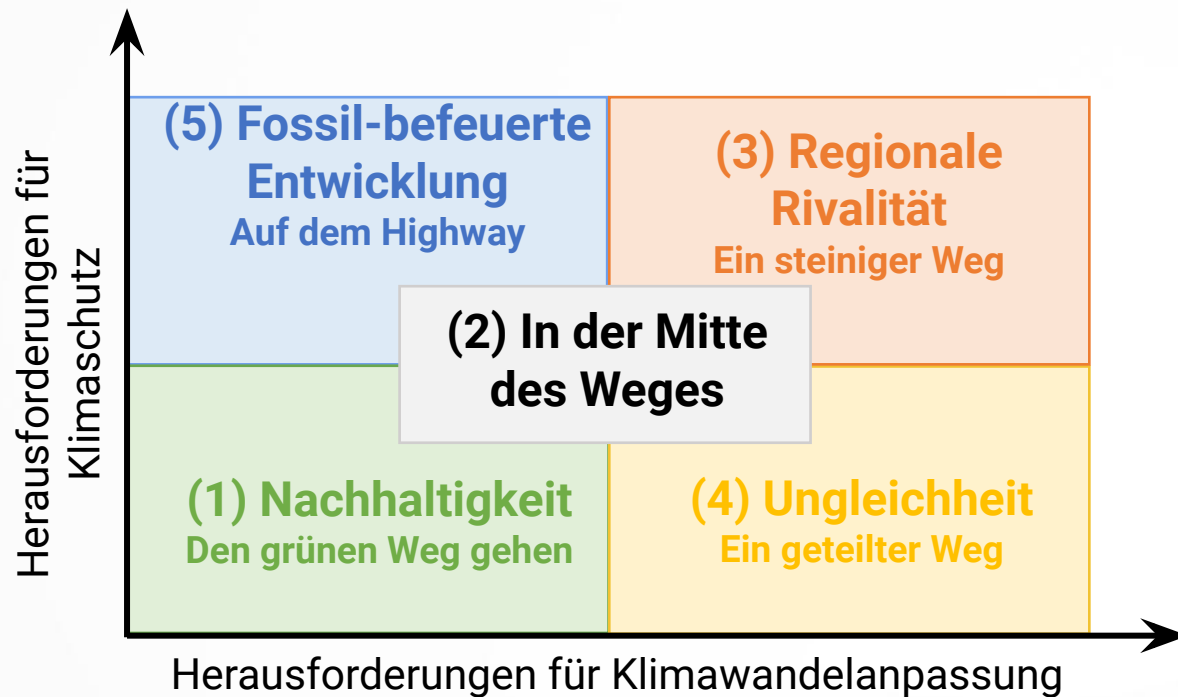 Herausforderungen für
Klimaschutz
(5) Fossil-befeuerte
Entwicklung
Auf dem Highway
(3) Regionale
Rivalität
Ein steiniger Weg
(2) In der Mitte
des Weges
(1) Nachhaltigkeit
Den grünen Weg gehen
(4) Ungleichheit
Ein geteilter Weg
Herausforderungen für Klimawandelanpassung